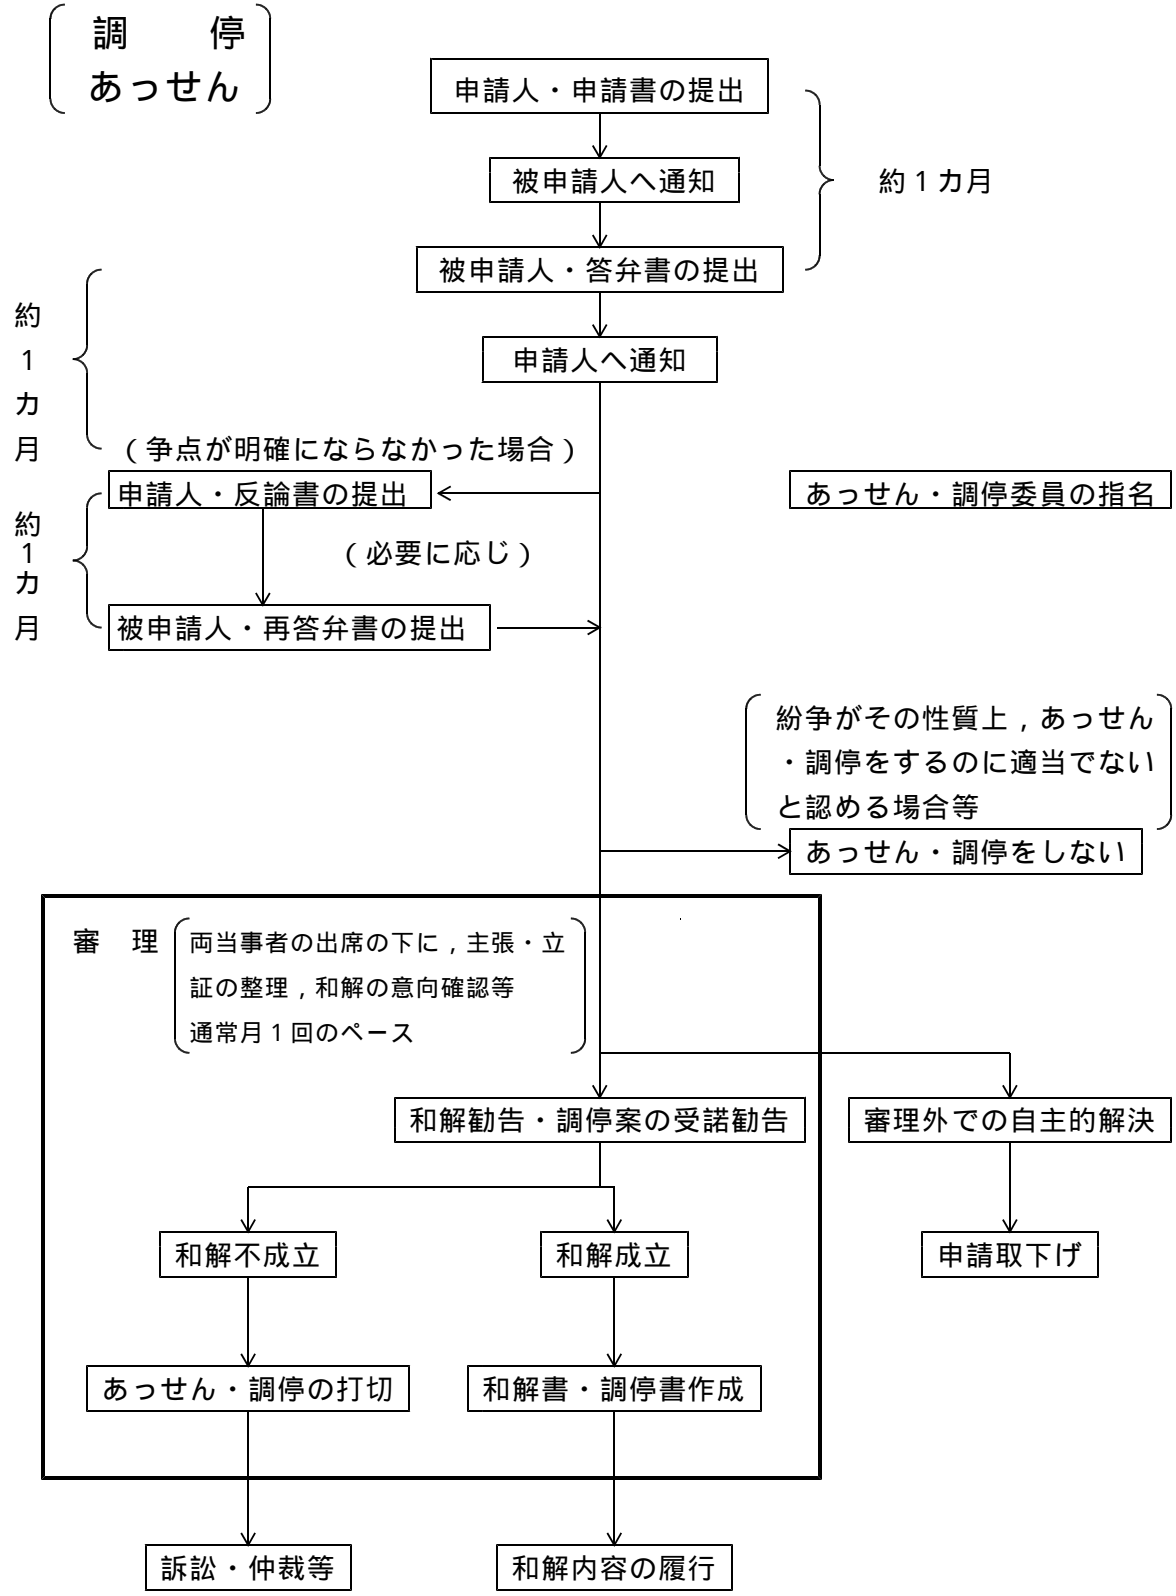 調　停
あっせん
申請人・申請書の提出
被申請人へ通知
約1カ月
被申請人・答弁書の提出
申請人へ通知
約1カ月
（争点が明確にならなかった場合）
申請人・反論書の提出
あっせん・調停委員の指名
約1カ月
（必要に応じ）
被申請人・再答弁書の提出
紛争がその性質上，あっせん
・調停をするのに適当でない
と認める場合等
あっせん・調停をしない
審　理
両当事者の出席の下に，主張・立
証の整理，和解の意向確認等
通常月1回のペース
和解勧告・調停案の受諾勧告
審理外での自主的解決
和解不成立
和解成立
申請取下げ
あっせん・調停の打切
和解書・調停書作成
訴訟・仲裁等
和解内容の履行